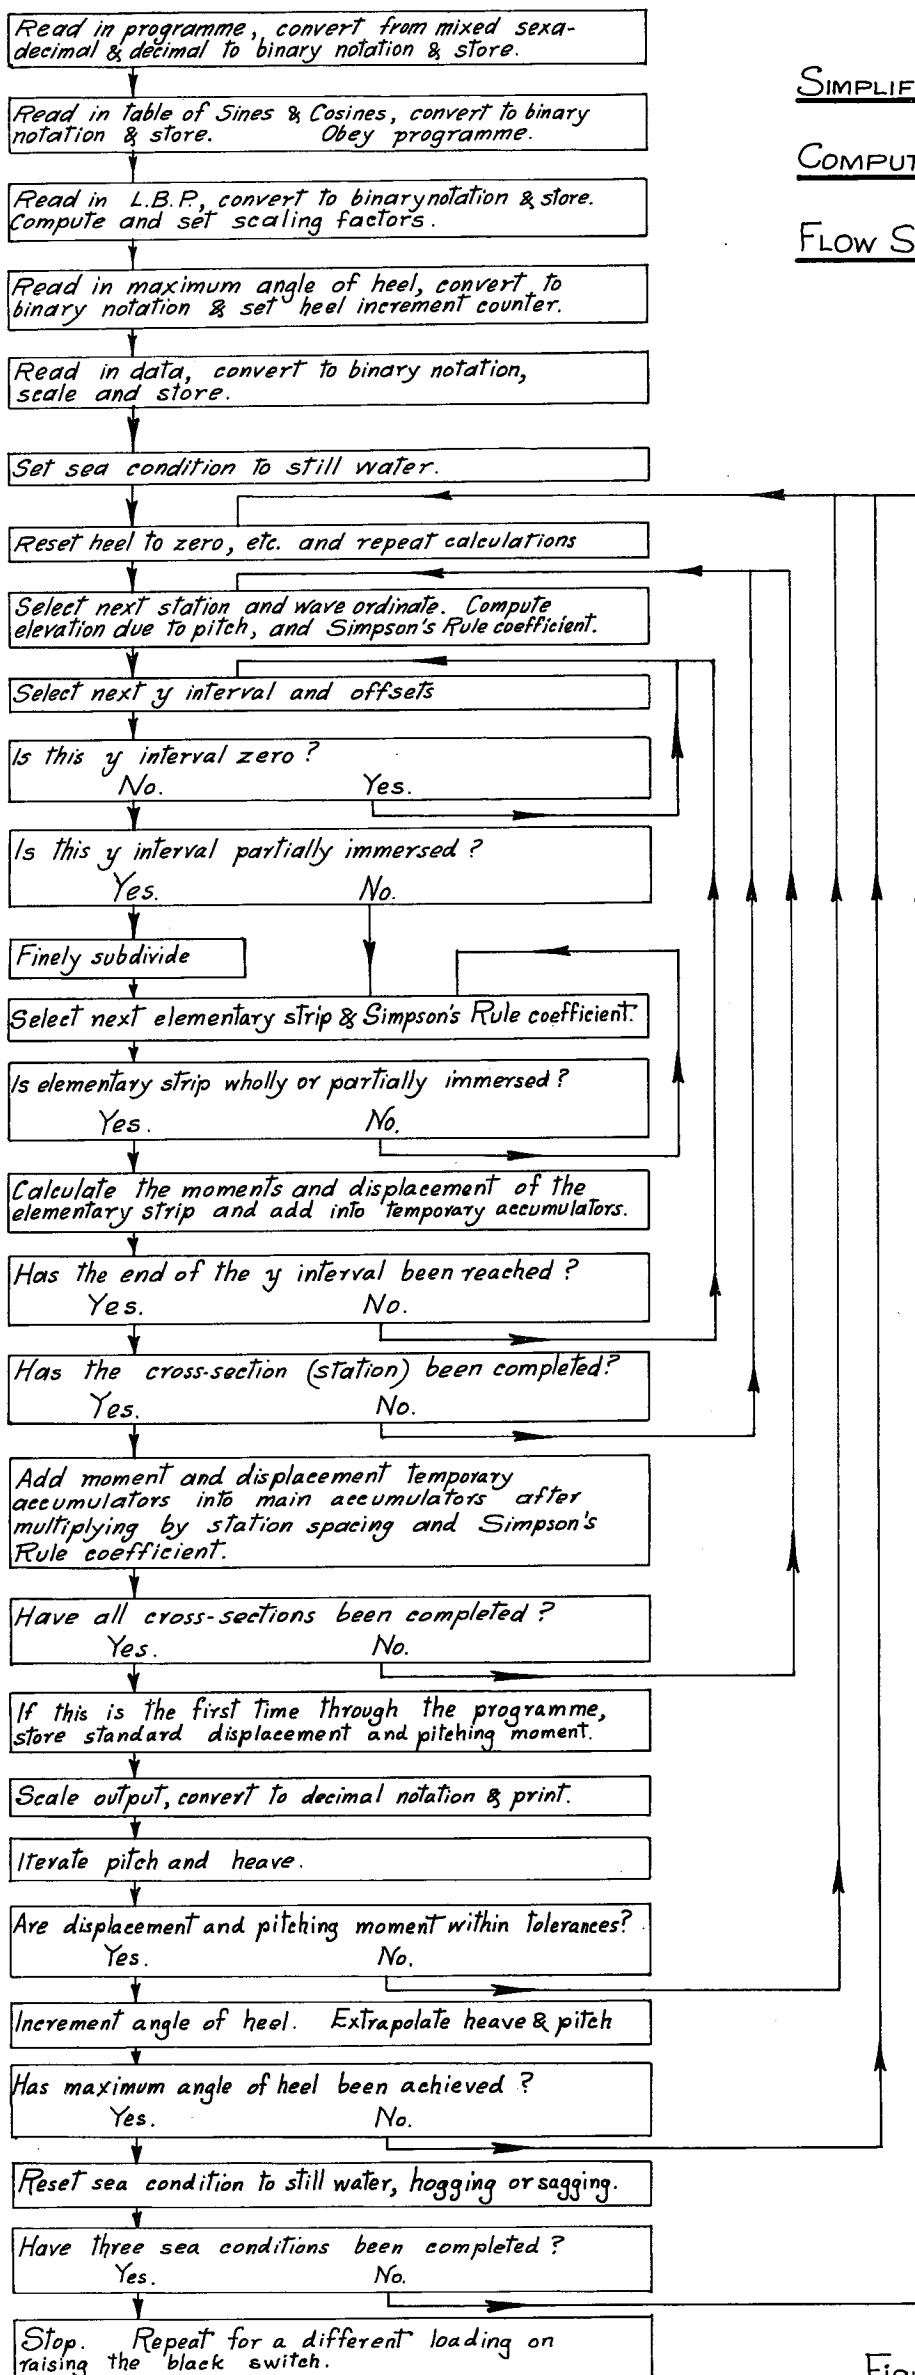 Read in programme, convert from mixed sexa-
decimal & decimal to binary notation & store.
SIMPLIF
Read in table of Sines & Cosines, convert to binary
notation & store. Obey programme.
COMPUT
Read in L.B.P., convert to binary notation & store.
Compute and set scaling factors.
FLOW S
Read in maximum angle of heel, convert to
binary notation & set heel increment counter.
Read in data, convert to binary notation,
scale and store.
Set sea condition to still water.
Reset heel to zero, etc. and repeat calculations
Select next station and wave ordinate. Compute
elevation due to pitch, and Simpson's Rule coefficient.
Select next y interval and offsets
Is this y interval zero?
No. Yes.
Is this y interval partially immersed?
Yes. No.
Finely subdivide
Select next elementary strip & Simpson's Rule coefficient.
Is elementary strip wholly or partially immersed?
Yes. No.
Calculate the moments and displacement of the
elementary strip and add into temporary accumulators.
Has the end of the y interval been reached?
Yes. No.
Has the cross-section (station) been completed?
Yes. No.
Add moment and displacement temporary
accumulators into main accumulators after
multiplying by station spacing and Simpson's
Rule coefficient.
Have all cross-sections been completed?
Yes. No.
If this is the first time through the programme,
store standard displacement and pitching moment.
Scale output, convert to decimal notation & print.
Iterate pitch and heave.
Are displacement and pitching moment within tolerances?
Yes. No.
Increment angle of heel. Extrapolate heave & pitch
Has maximum angle of heel been achieved?
Yes. No.
Reset sea condition to still water, hogging or sagging.
Have three sea conditions been completed?
Yes. No.
Stop. Repeat for a different loading on
raising the black switch.
FIGU